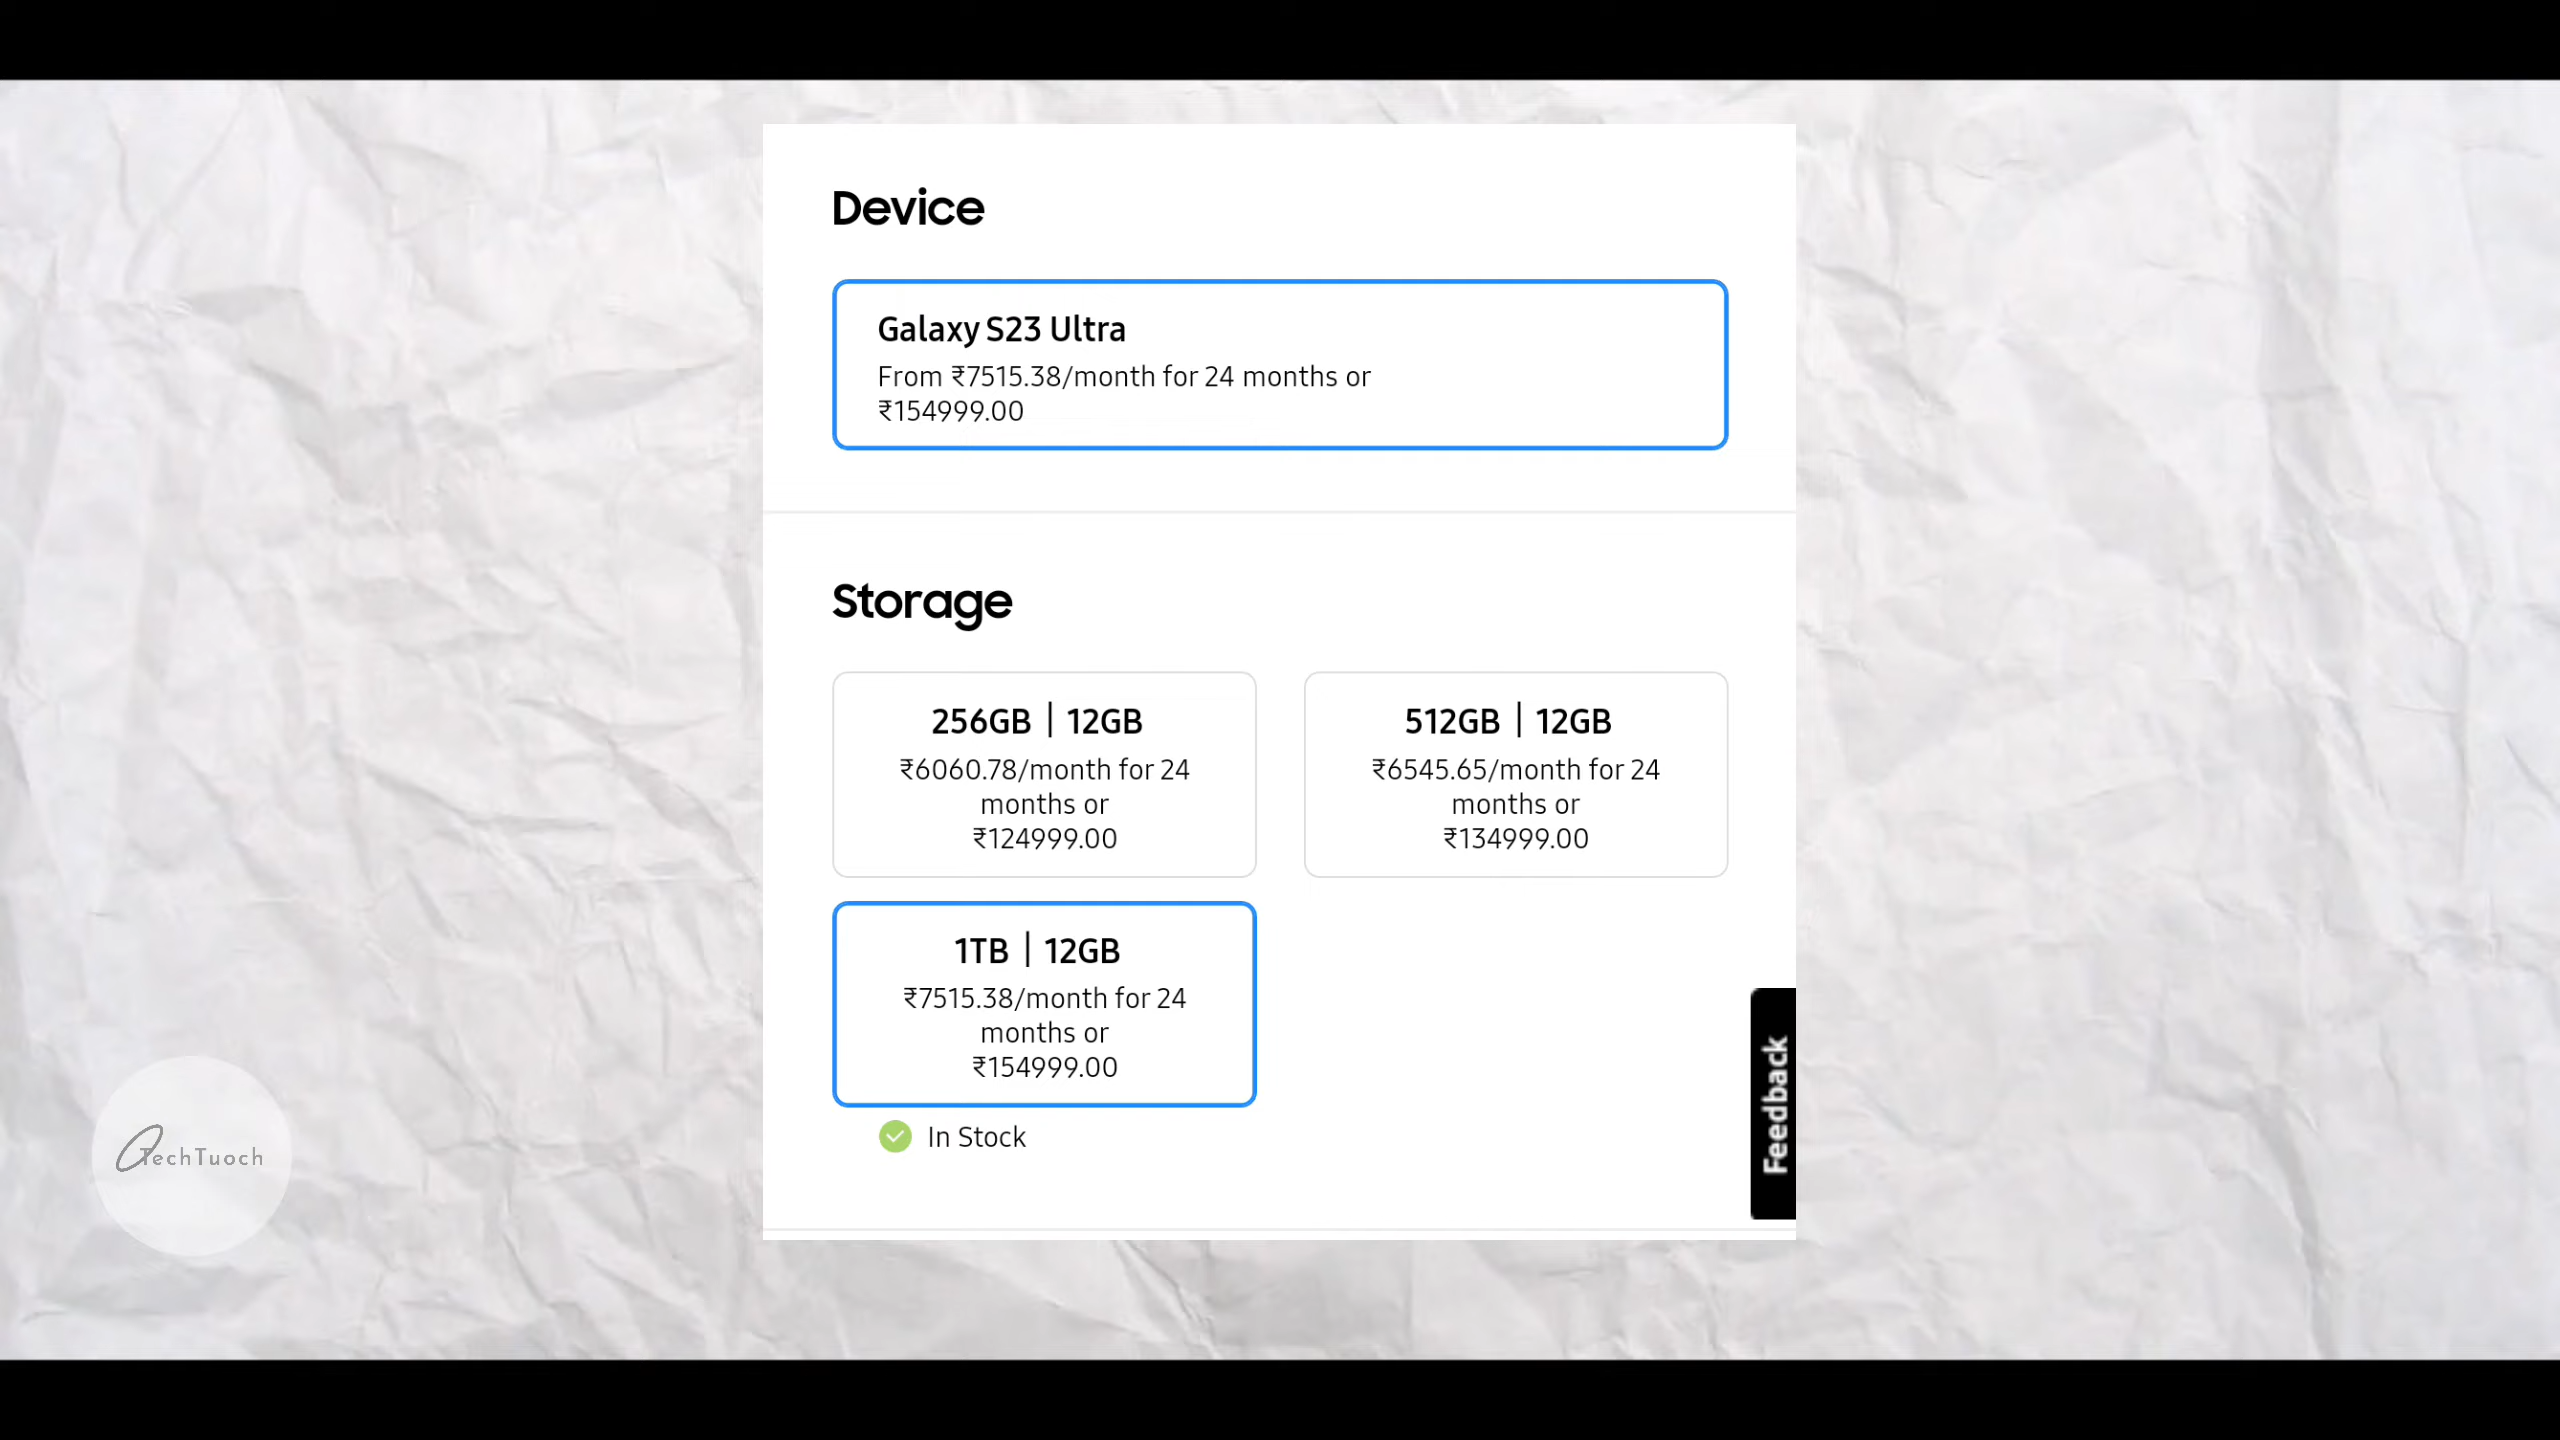 Device
Galaxy S23 Ultra
From ₹7515.38/month for 24 months or
₹154999.00
Storage
256GB | 12GB
₹6060.78/month for 24
months or
₹124999.00
512GB | 12GB
₹6545.65/month for 24
months or
₹134999.00
1TB | 12GB
₹7515.38/month for 24
months or
₹154999.00
In Stock
Feedback
TechTuoch